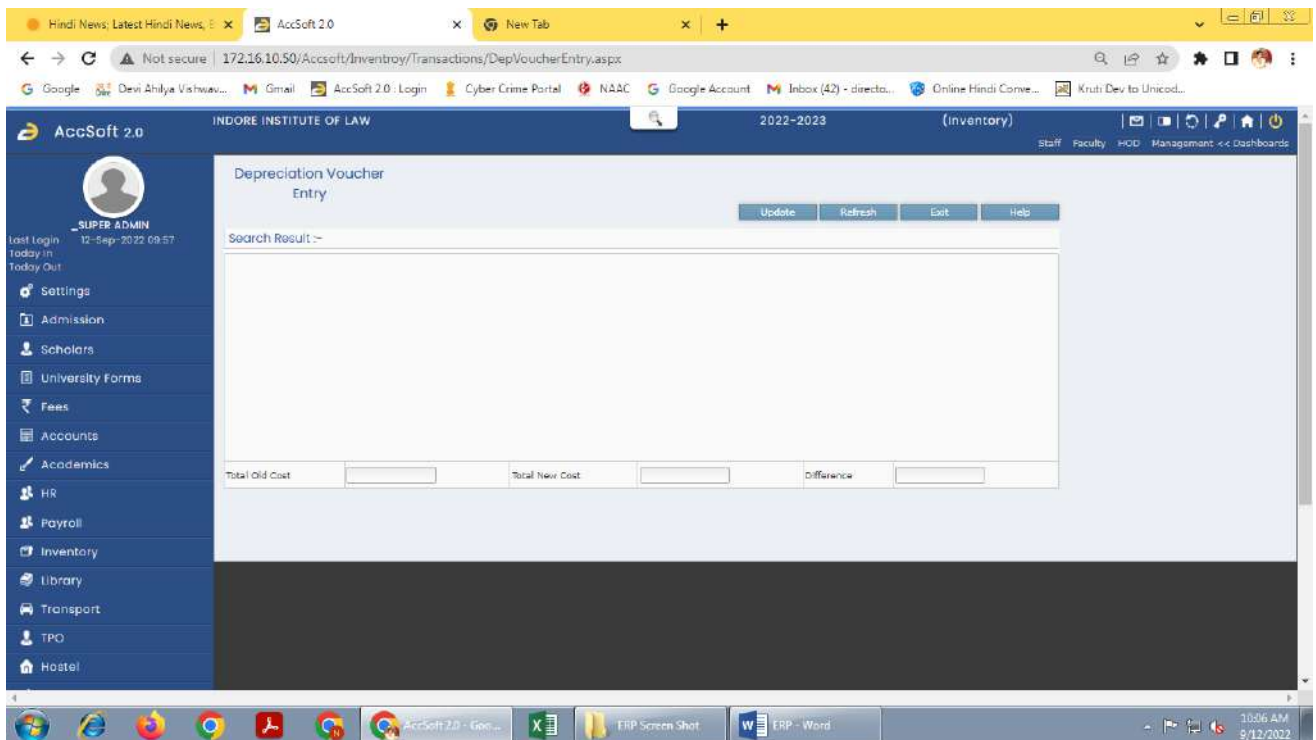 Hindi News; Latest Hindi News, E
AccSoft 2.0
New Tab
Not secure 172.16.10.50/Accsoft/Inventroy/Transactions/DepVoucherEntry.aspx
Google Devi Ahilya Vishwav... Gmail AccSoft 2.0 : Login Cyber Crime Portal NAAC Google Account Inbox (42) - directo... Online Hindi Conve... Kruti Dev to Unicod...
AccSoft 2.0
INDORE INSTITUTE OF LAW 2022-2023 (Inventory)
Staff Faculty HOD Management << Dashboards
_SUPER ADMIN
Last Login 12-Sep-2022 09:57
Today In
Today Out
Settings
Admission
Scholars
University Forms
Fees
Accounts
Academics
HR
Payroll
Inventory
Library
Transport
TPO
Hostel
Depreciation Voucher
Entry
Update Refresh Exit Help
Search Result :-
Total Old Cost Total New Cost Difference
AccSoft 2.0 - Goo... ERP Screen Shot ERP - Word
10:06 AM
9/12/2022